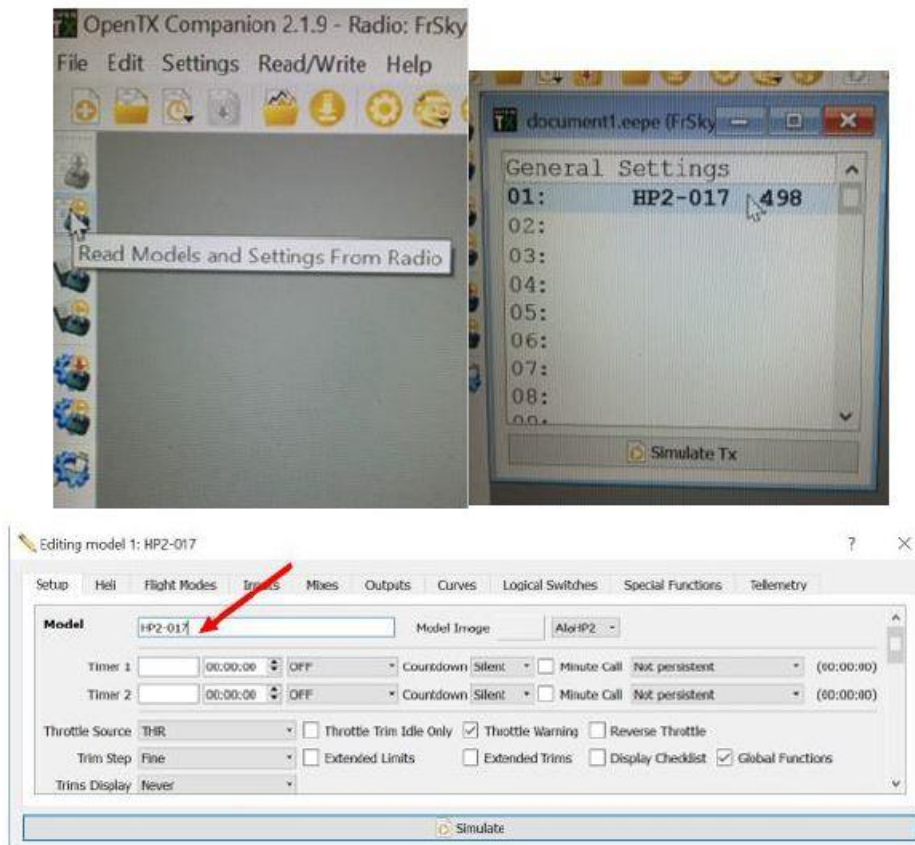 OpenTX Companion 2.1.9 - Radio: FrSky
File Edit Settings Read/Write Help
Read Models and Settings From Radio
document1.eepe (FrSky
General Settings
01: HP2-017 498
02:
03:
04:
05:
06:
07:
08:
09:
Simulate Tx
Editing model 1: HP2-017 ?
Setup Heli Flight Modes Inputs Mixes Outputs Curves Logical Switches Special Functions Telemetry
Model HP2-017 Model Image AloHP2
Timer 1 00:00:00 OFF Countdown Silent Minute Call Not persistent (00:00:00)
Timer 2 00:00:00 OFF Countdown Silent Minute Call Not persistent (00:00:00)
Throttle Source THR Throttle Trim Idle Only Throttle Warning Reverse Throttle
Trim Step Fine Extended Limits Extended Trims Display Checklist Global Functions
Trims Display Never
Simulate